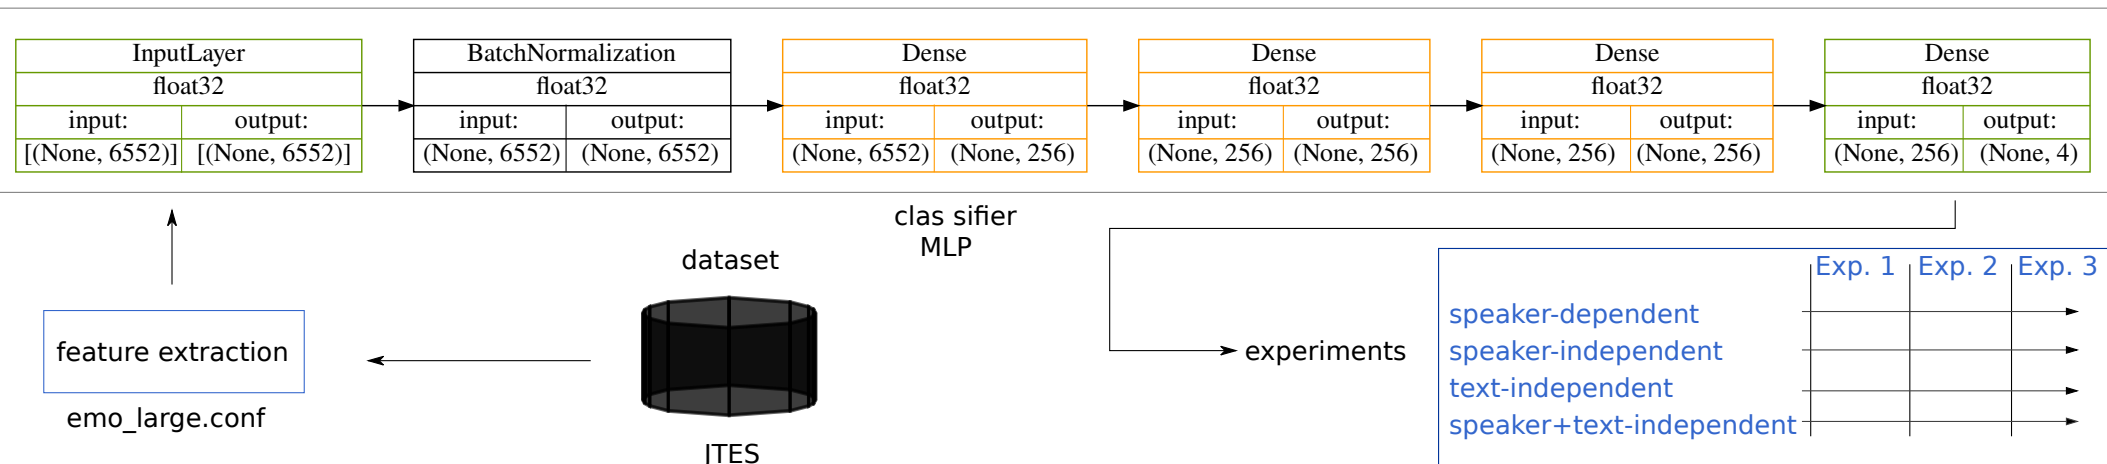 InputLayer
float32
input: output:
[(None, 6552)] [(None, 6552)]
BatchNormalization
float32
input: output:
(None, 6552) (None, 6552)
Dense
float32
input: output:
(None, 6552) (None, 256)
Dense
float32
input: output:
(None, 256) (None, 256)
Dense
float32
input: output:
(None, 256) (None, 256)
Dense
float32
input: output:
(None, 256) (None, 4)
clas sifier
MLP
dataset
feature extraction
emo_large.conf
JTES
experiments
Exp. 1 Exp. 2 Exp. 3
speaker-dependent
speaker-independent
text-independent
speaker+text-independent